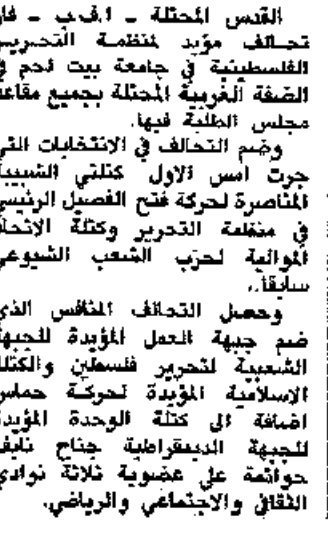 القدس المحتلة - ا.ف.ب - فاز
تحالف مؤيد لمنظمة التحرير
الفلسطينية في جامعة بيت لحم في
الضفة الغربية المحتلة بجميع مقاعد
مجلس الطلبة فيها.
وضم التحالف في الانتخابات التي
جرت امس الاول كتلتي الشبيبة
المناصرة لحركة فتح الفصيل الرئيسي
في منظمة التحرير وكتلة الاتحاد
الموالية لحزب الشعب الشيوعي
سابقا.
وحصل التحالف المنافس الذي
ضم جبهة العمل المؤيدة للجبهة
الشعبية لتحرير فلسطين والكتلة
الاسلامية المؤيدة لحركة حماس
اضافة الى كتلة الوحدة المؤيدة
للجبهة الديمقراطية جناح نايف
حواتمة على عضوية ثلاثة نوادي
الثقافي والاجتماعي والرياضي.